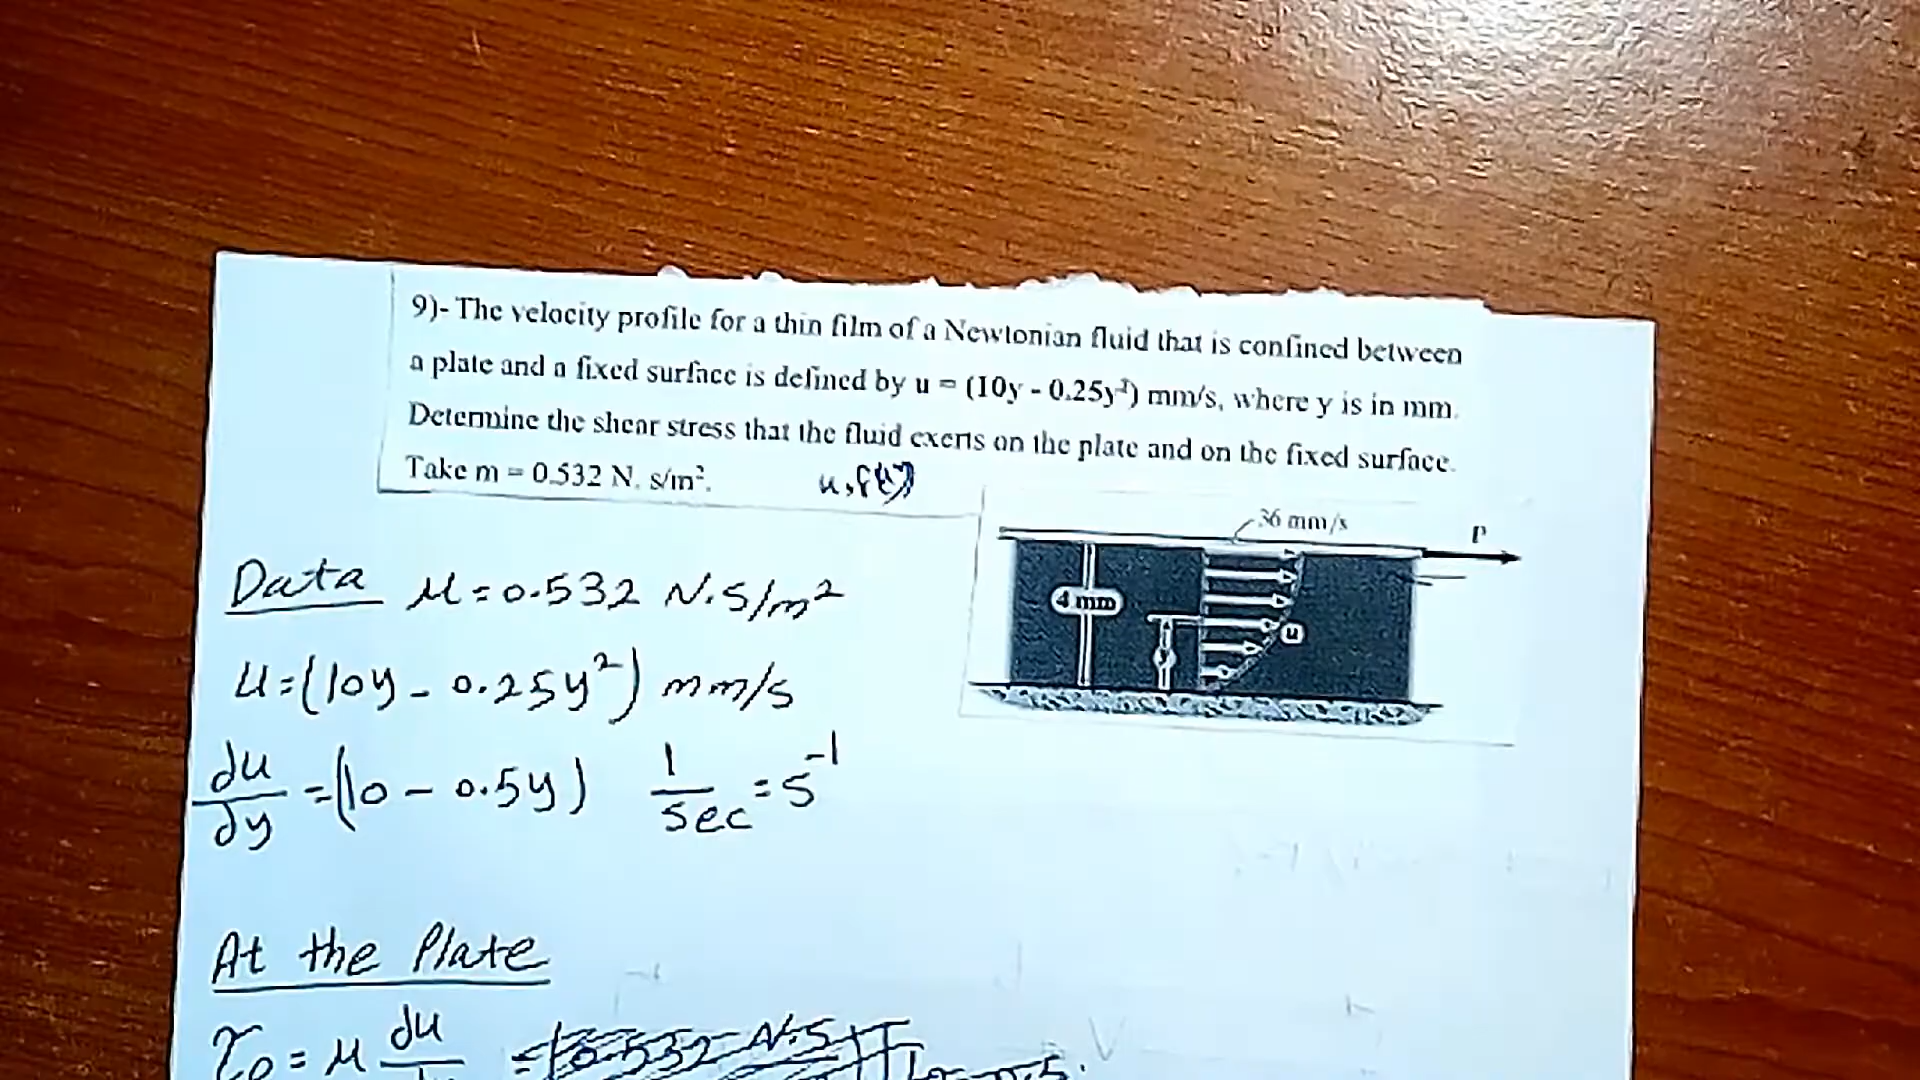 9)- The velocity profile for a thin film of a Newtonian fluid that is confined between
a plate and a fixed surface is defined by u = (10y - 0.25y²) mm/s, where y is in mm.
Determine the shear stress that the fluid exerts on the plate and on the fixed surface.
Take m = 0.532 N. s/m².
36 mm/s
P
4 mm
y
u
Data μ = 0.532 N.S/m²
u = (10y - 0.25y²) mm/s
du/dy = (10 - 0.5y) 1/sec = s⁻¹
At the Plate
τo = μ du